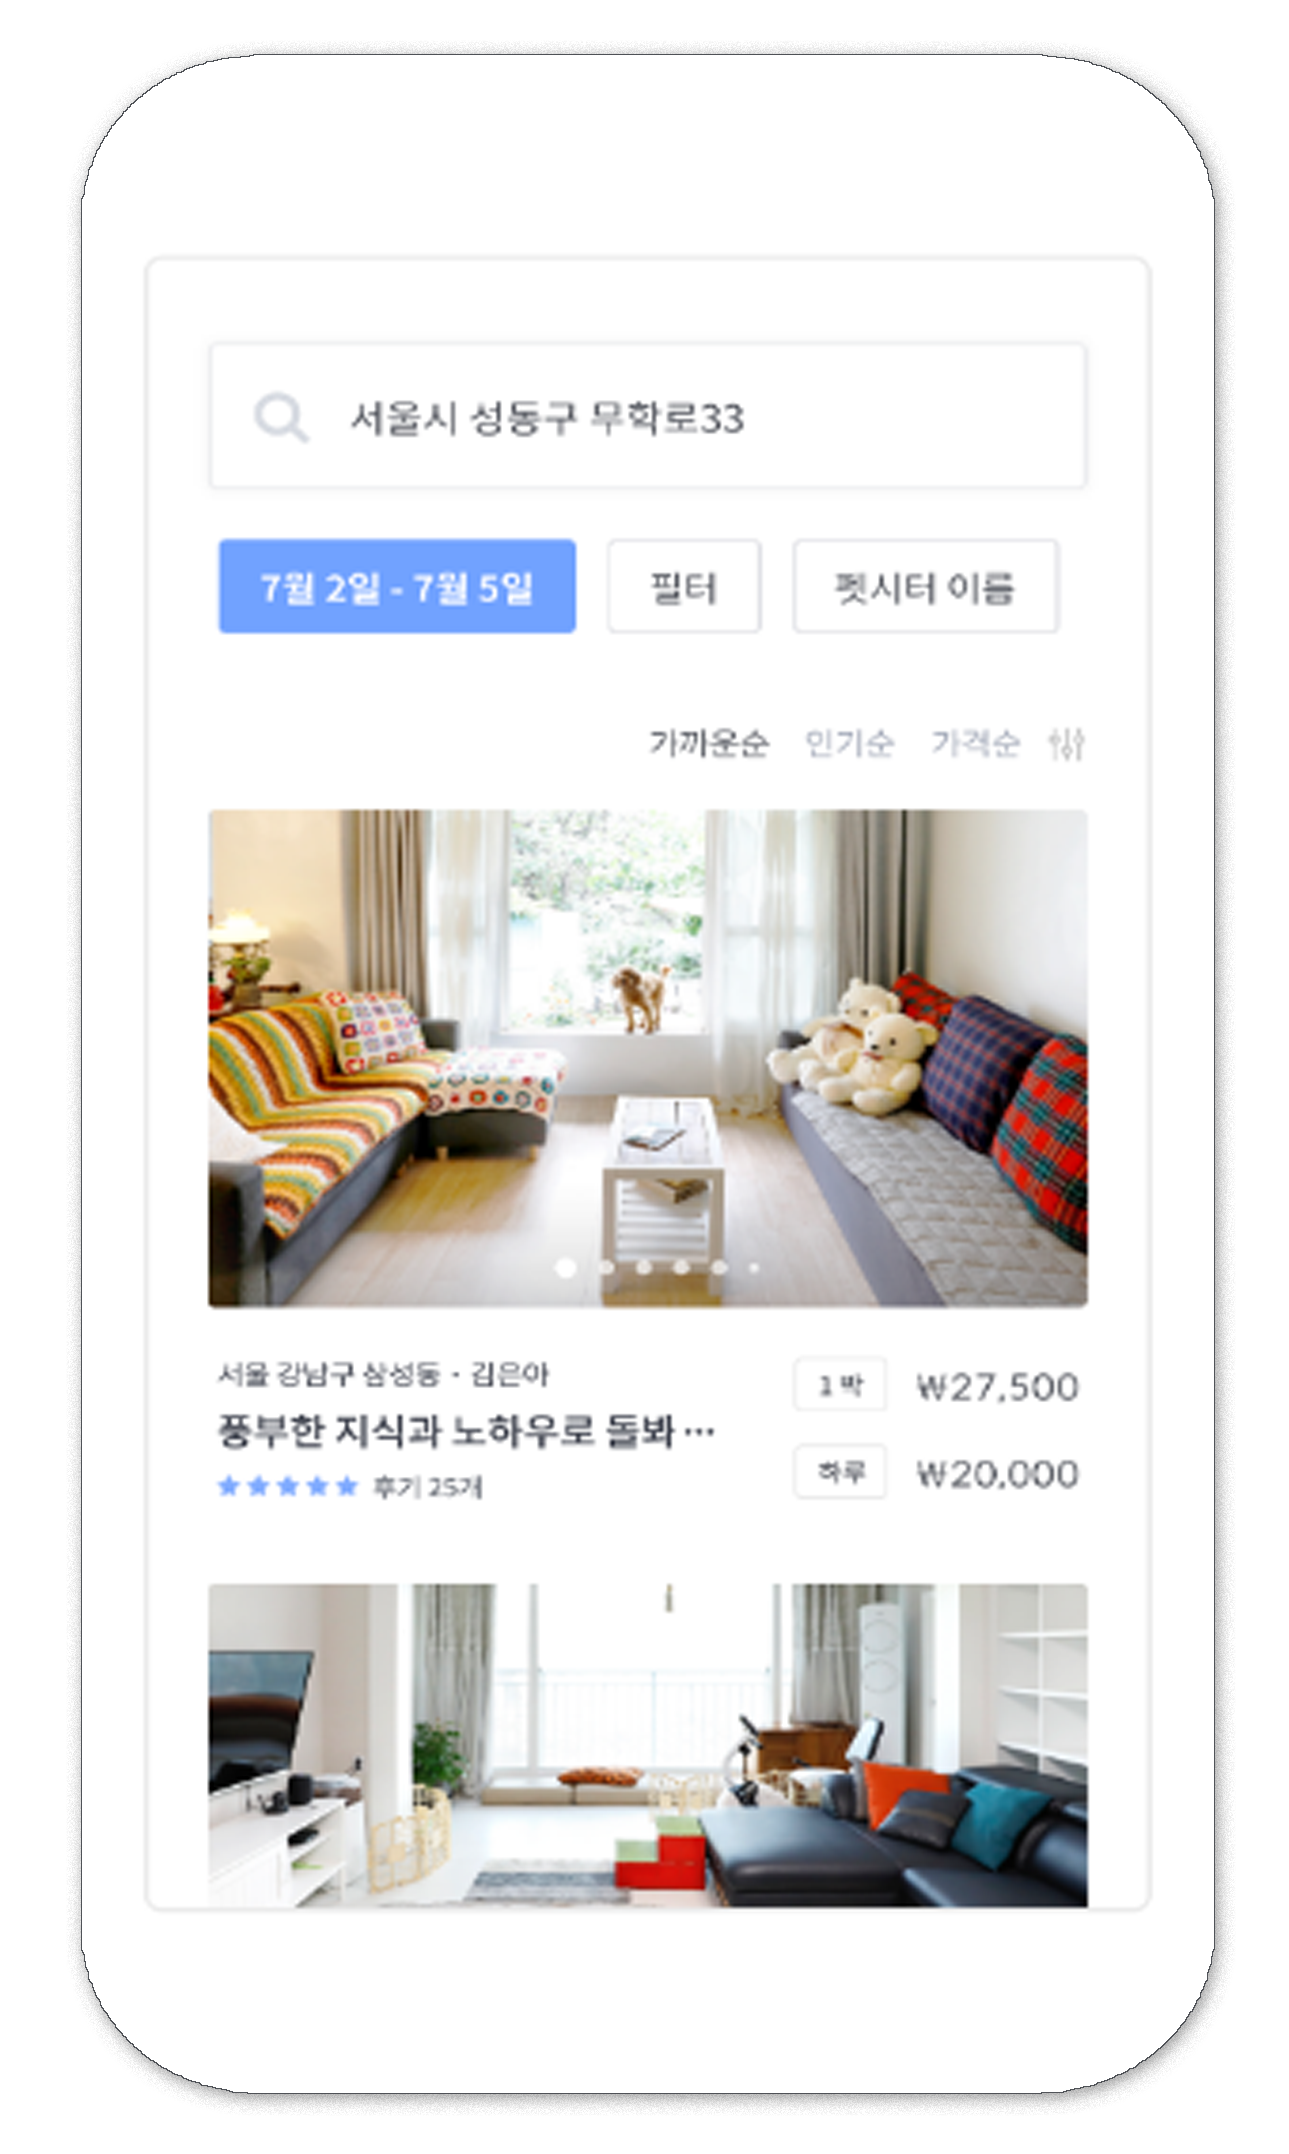 서울시 성동구 무학로33
7월 2일 - 7월 5일
필터
펫시터 이름
가까운순 인기순 가격순
서울 강남구 삼성동 · 김은아
풍부한 지식과 노하우로 돌봐 ···
후기 25개
1박 ₩27,500
하루 ₩20,000